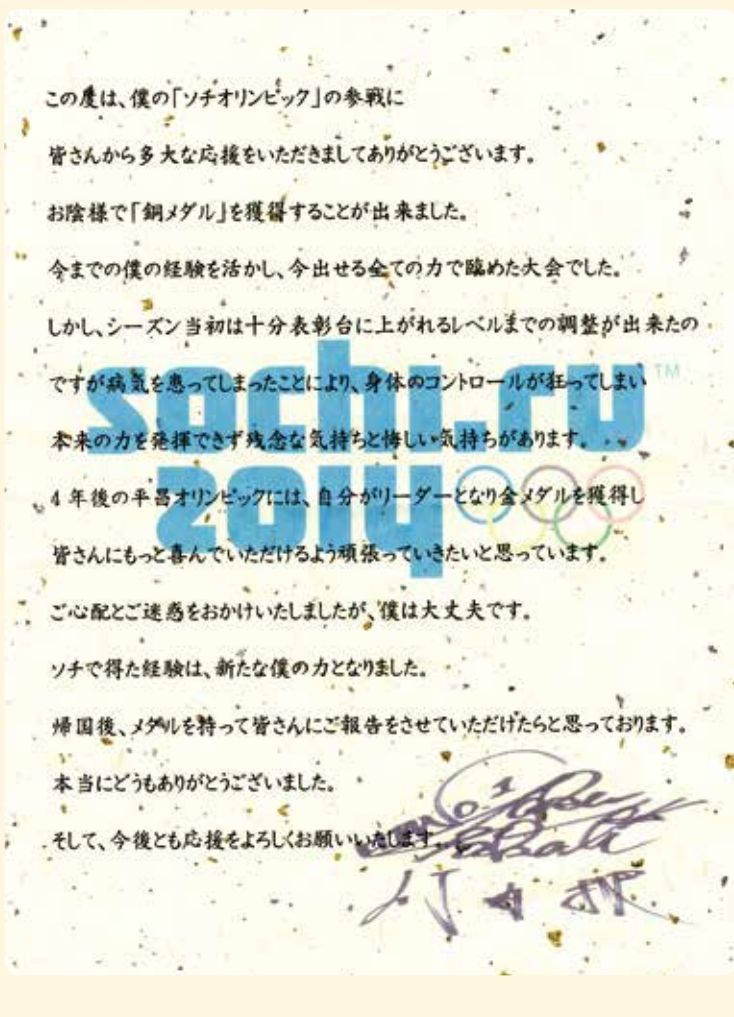 この度は、僕の「ソチオリンピック」の参戦に
皆さんから多大な応援をいただきましてありがとうございます。
お陰様で「銅メダル」を獲得することが出来ました。
今までの僕の経験を活かし、今出せる全ての力で臨めた大会でした。
しかし、シーズン当初は十分表彰台に上がれるレベルまでの調整が出来たの
ですが病気を患ってしまったことにより、身体のコントロールが狂ってしまい
本来の力を発揮できず残念な気持ちと悔しい気持ちがあります。
4年後の平昌オリンピックには、自分がリーダーとなり金メダルを獲得し
皆さんにもっと喜んでいただけるよう頑張っていきたいと思っています。
ご心配とご迷惑をおかけいたしましたが、僕は大丈夫です。
ソチで得た経験は、新たな僕の力となりました。
帰国後、メダルを持って皆さんにご報告をさせていただけたらと思っております。
本当にどうもありがとうございました。
そして、今後とも応援をよろしくお願いいたします。
sochi.ru TM
2014